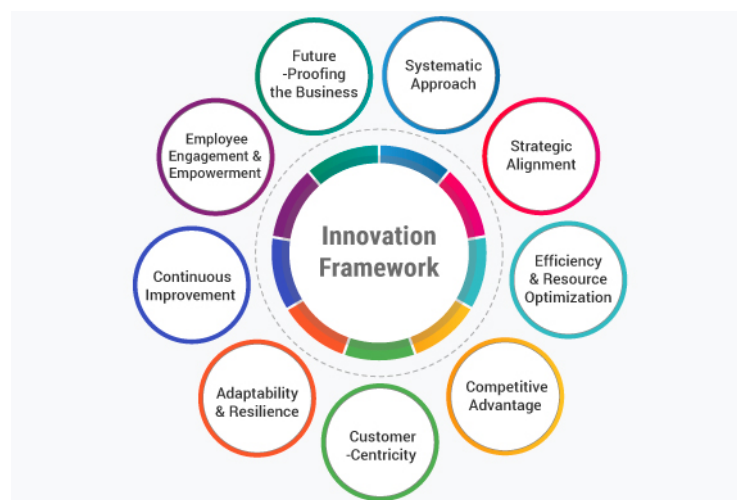 Innovation
Framework
Systematic
Approach
Strategic
Alignment
Efficiency
& Resource
Optimization
Competitive
Advantage
Customer
-Centricity
Adaptability
& Resilience
Continuous
Improvement
Employee
Engagement &
Empowerment
Future
-Proofing
the Business